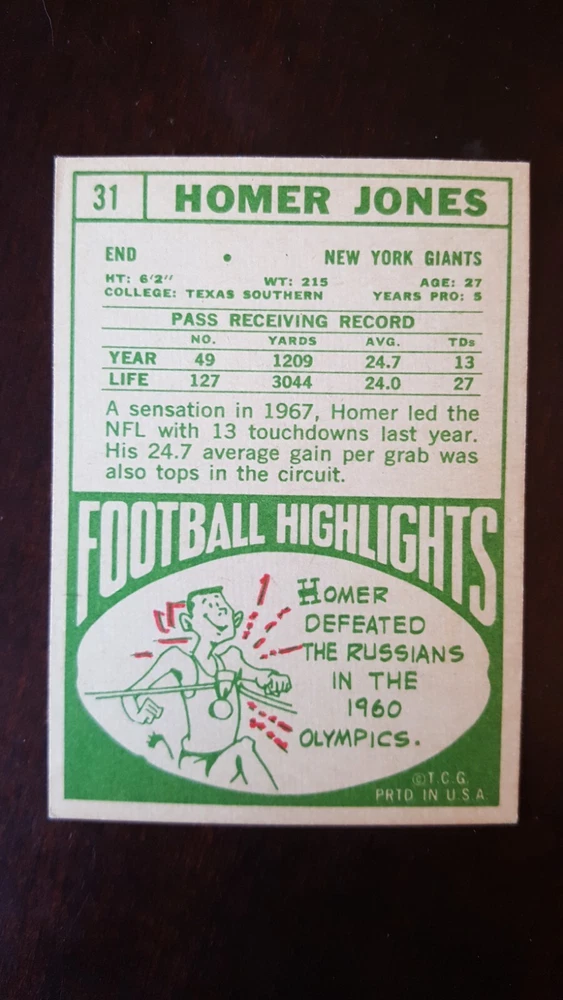 31 HOMER JONES
END • NEW YORK GIANTS
HT: 6'2" WT: 215 AGE: 27
COLLEGE: TEXAS SOUTHERN YEARS PRO: 5
PASS RECEIVING RECORD
NO. YARDS AVG. TDs
YEAR 49 1209 24.7 13
LIFE 127 3044 24.0 27
A sensation in 1967, Homer led the
NFL with 13 touchdowns last year.
His 24.7 average gain per grab was
also tops in the circuit.
FOOTBALL HIGHLIGHTS
HOMER
DEFEATED
THE RUSSIANS
IN THE
1960
OLYMPICS.
©T.C.G.
PRTD IN U.S.A.